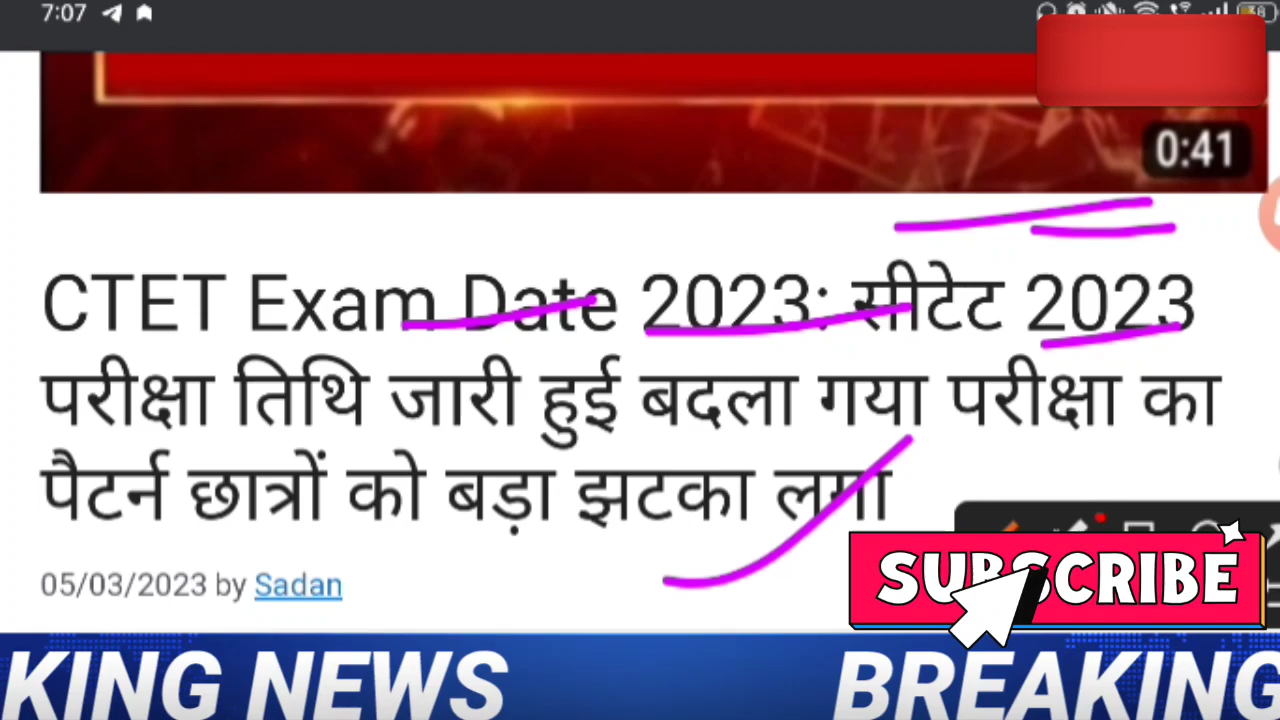 7:07
38
0:41
CTET Exam Date 2023: सीटेट 2023
परीक्षा तिथि जारी हुई बदला गया परीक्षा का
पैटर्न छात्रों को बड़ा झटका लगा
05/03/2023 by Sadan
SUBSCRIBE
KING NEWS BREAKING